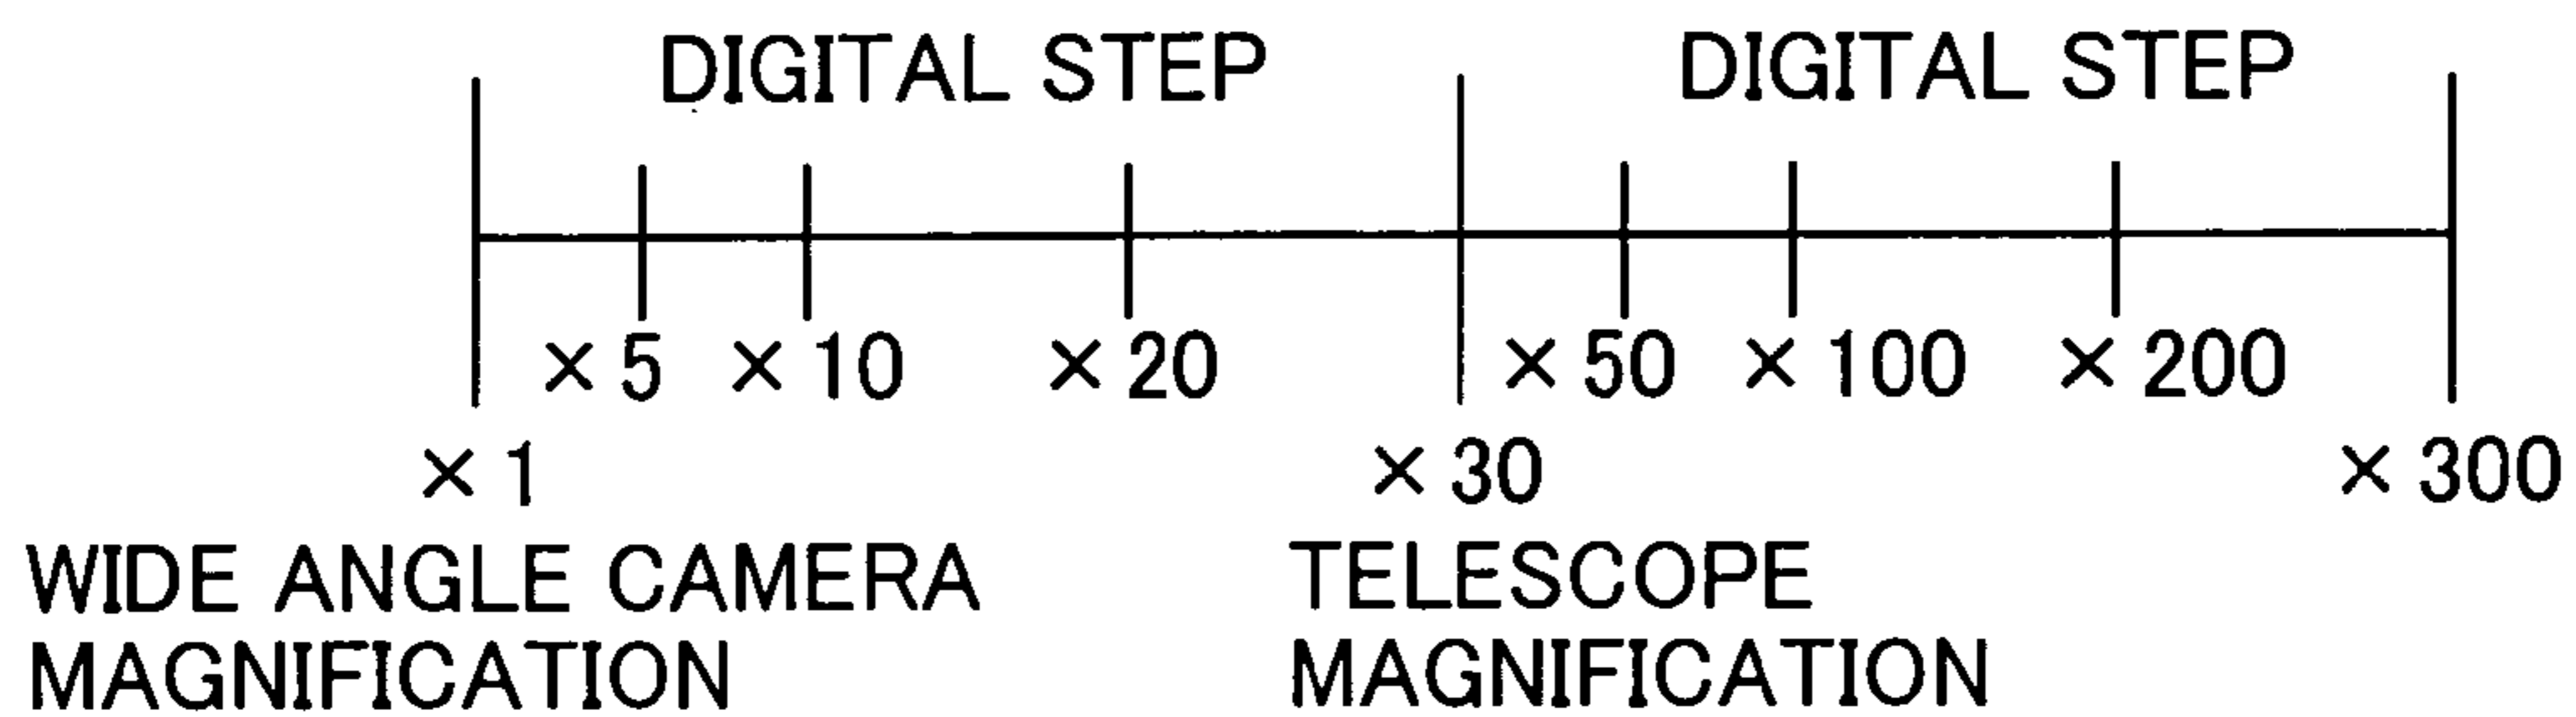 DIGITAL STEP DIGITAL STEP
× 5 × 10 × 20 × 50 × 100 × 200
× 1 × 30 × 300
WIDE ANGLE CAMERA TELESCOPE
MAGNIFICATION MAGNIFICATION